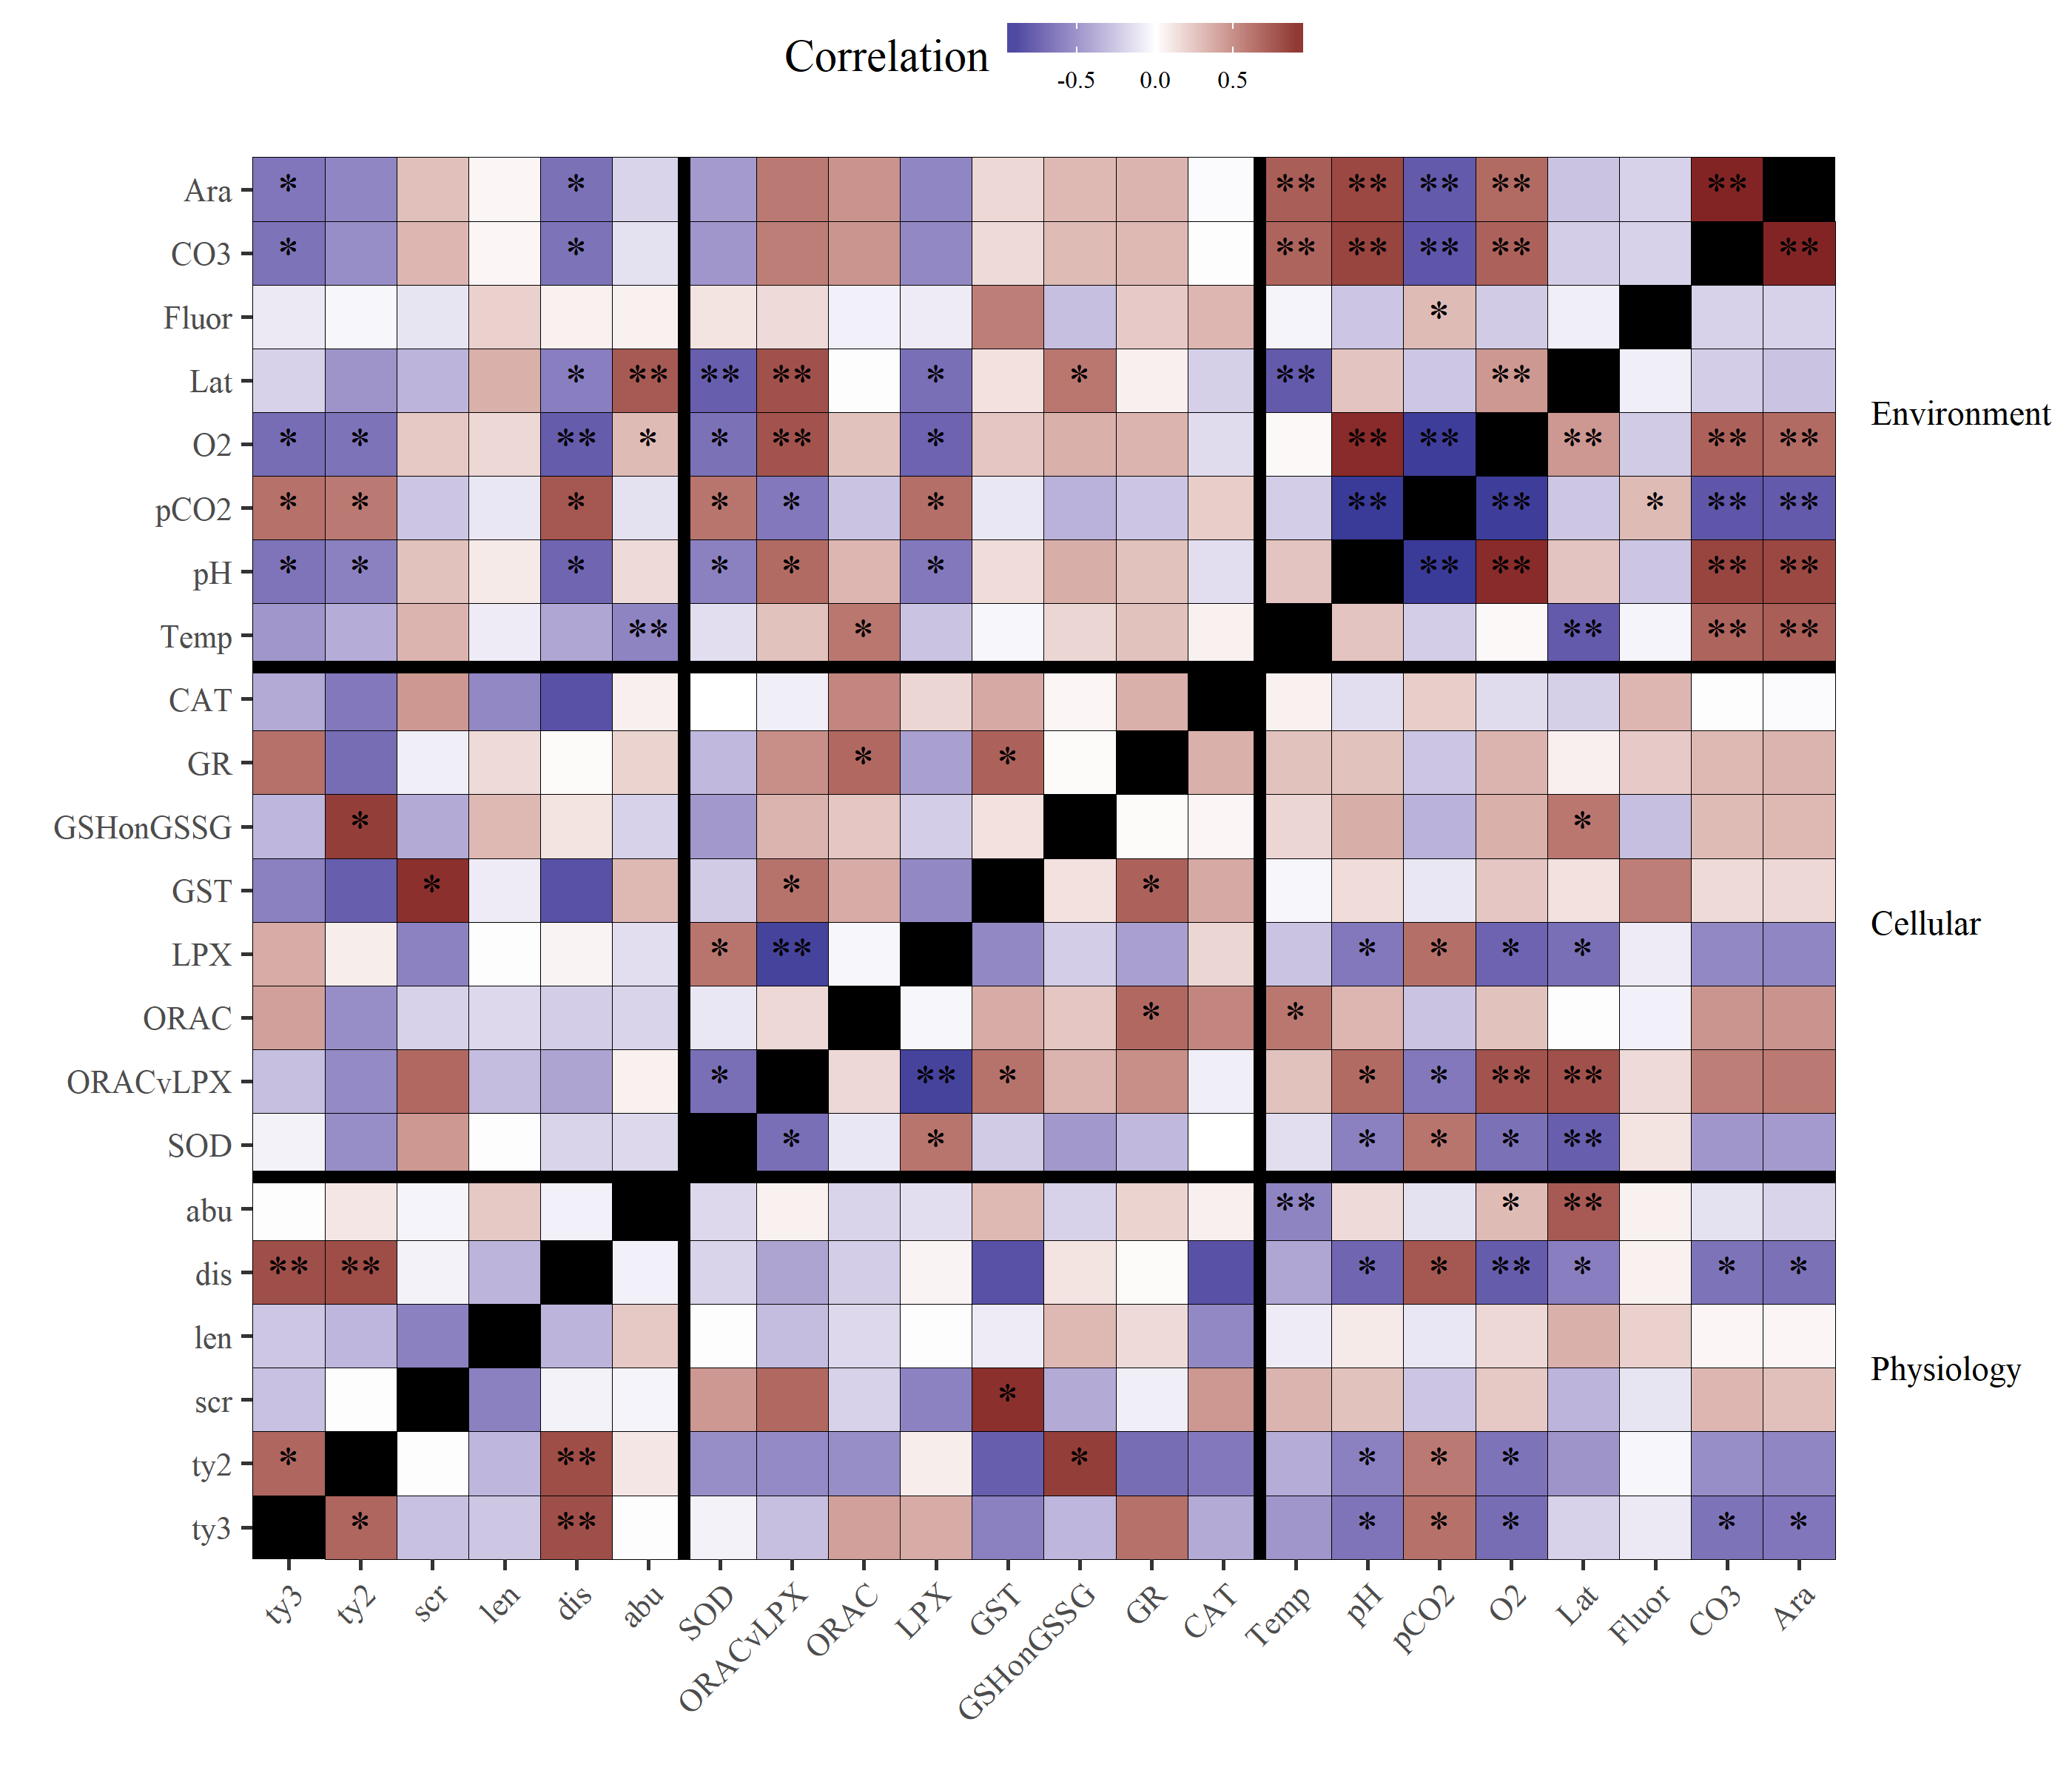 Correlation
-0.5 0.0 0.5
Ara * * ** ** ** ** **
CO3 * * ** ** ** ** **
Fluor *
Lat * ** ** ** * * ** **
O2 * * ** * * ** * ** ** ** ** **
pCO2 * * * * * * ** ** * ** **
pH * * * * * * ** ** ** **
Temp ** * ** ** **
CAT
GR * *
GSHonGSSG * *
GST * * *
LPX * ** * * * *
ORAC * *
ORACvLPX * ** * * * ** **
SOD * * * * * **
abu ** * **
dis ** ** * * ** * * *
len
scr *
ty2 * ** * * * *
ty3 * ** * * * * *
Environment
Cellular
Physiology
ty3 ty2 scr len dis abu SOD ORACvLPX ORAC LPX GST GSHonGSSG GR CAT Temp pH pCO2 O2 Lat Fluor CO3 Ara